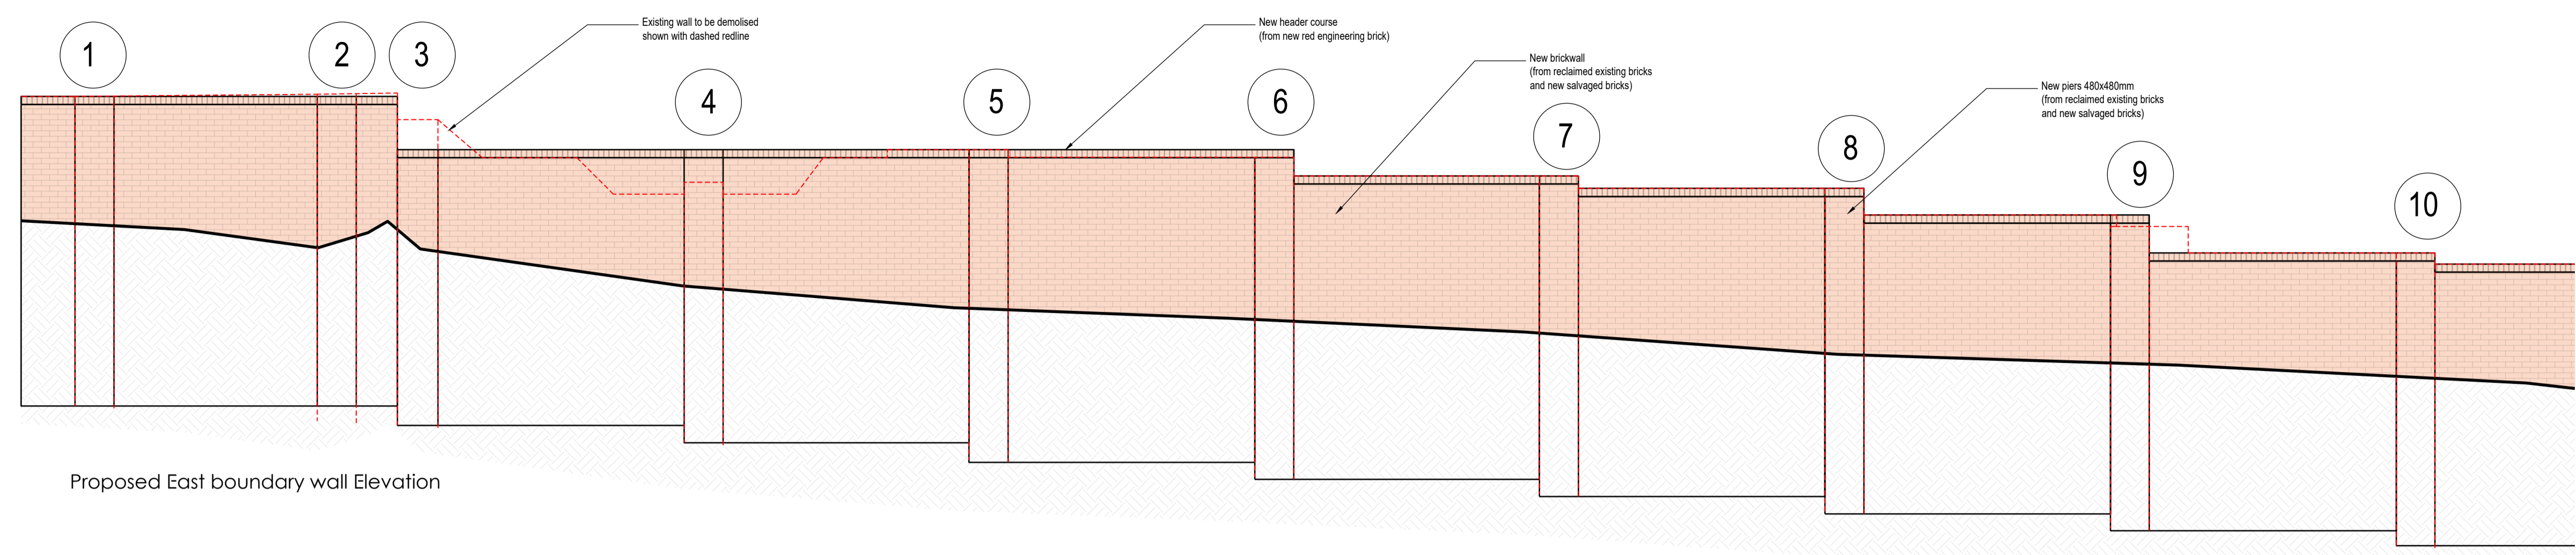 1
2
3
Existing wall to be demolised
shown with dashed redline
4
5
New header course
(from new red engineering brick)
6
New brickwall
(from reclaimed existing bricks
and new salvaged bricks)
7
8
New piers 480x480mm
(from reclaimed existing bricks
and new salvaged bricks)
9
10
Proposed East boundary wall Elevation